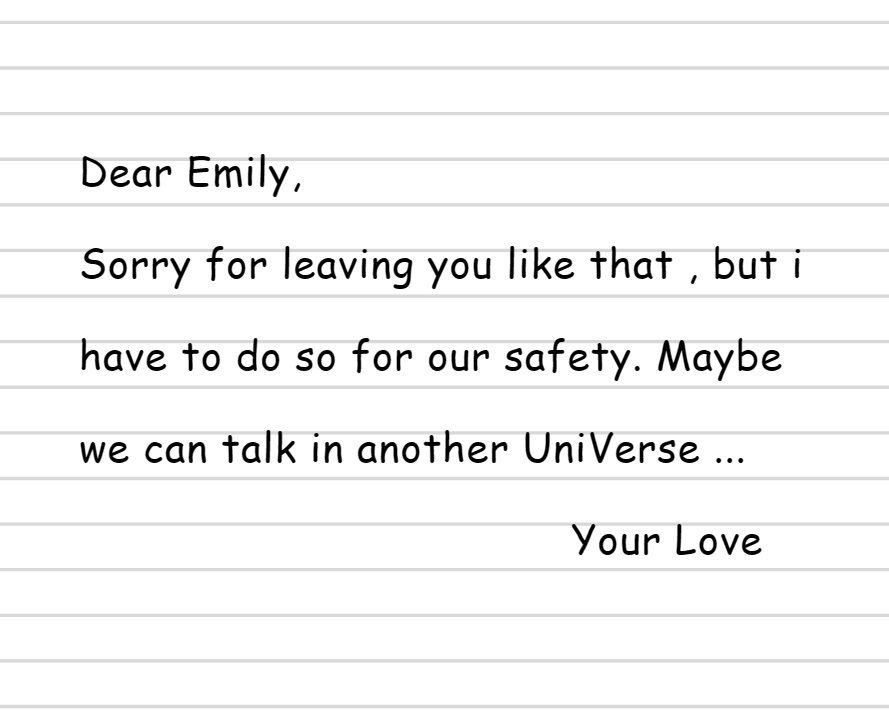 Dear Emily,
Sorry for leaving you like that , but i
have to do so for our safety. Maybe
we can talk in another UniVerse ...
Your Love